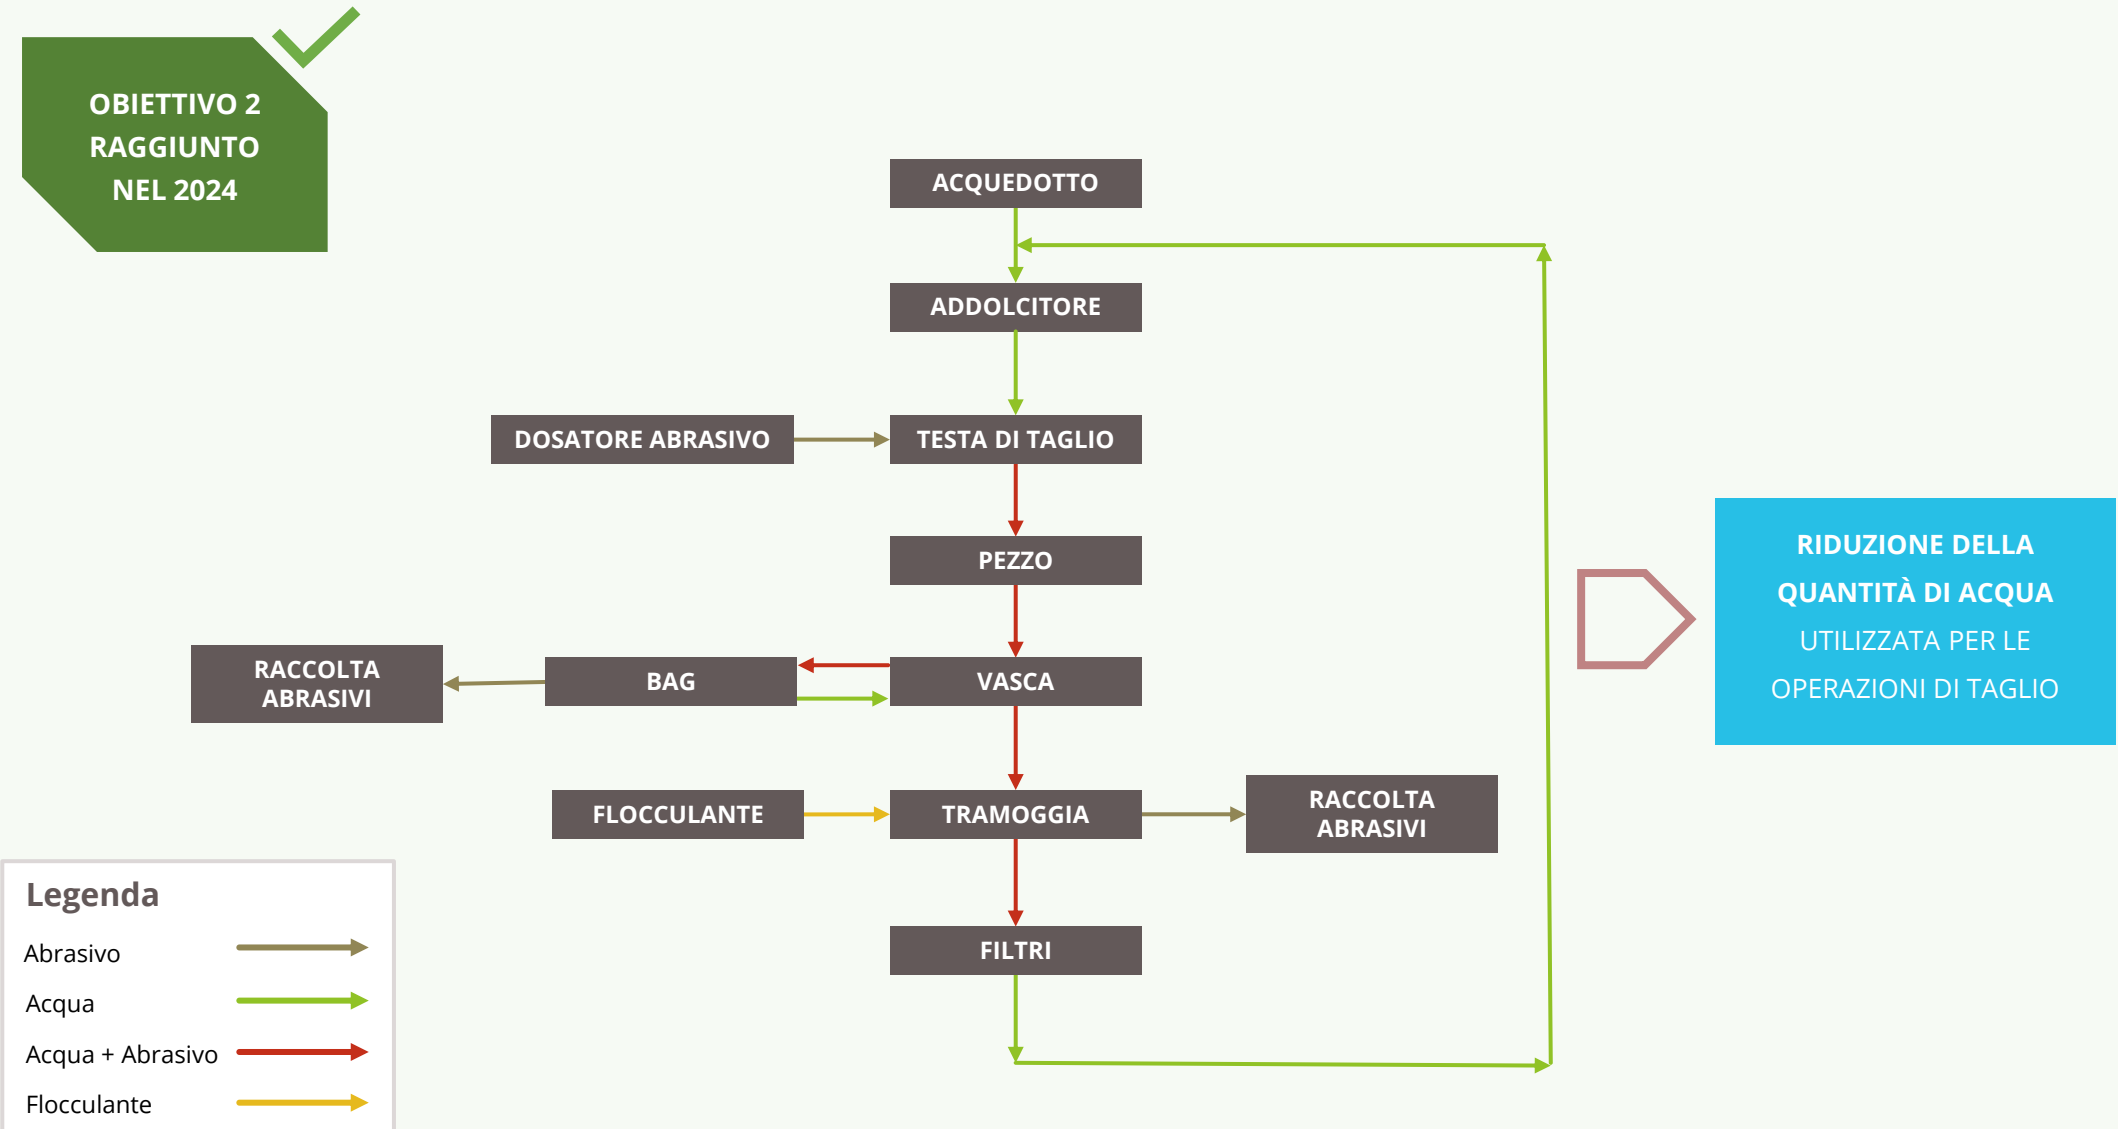 OBIETTIVO 2
RAGGIUNTO
NEL 2024
ACQUEDOTTO
ADDOLCITORE
DOSATORE ABRASIVO
TESTA DI TAGLIO
PEZZO
RACCOLTA
ABRASIVI
BAG
VASCA
FLOCCULANTE
TRAMOGGIA
RACCOLTA
ABRASIVI
FILTRI
RIDUZIONE DELLA
QUANTITÀ DI ACQUA
UTILIZZATA PER LE
OPERAZIONI DI TAGLIO
Legenda
Abrasivo
Acqua
Acqua + Abrasivo
Flocculante